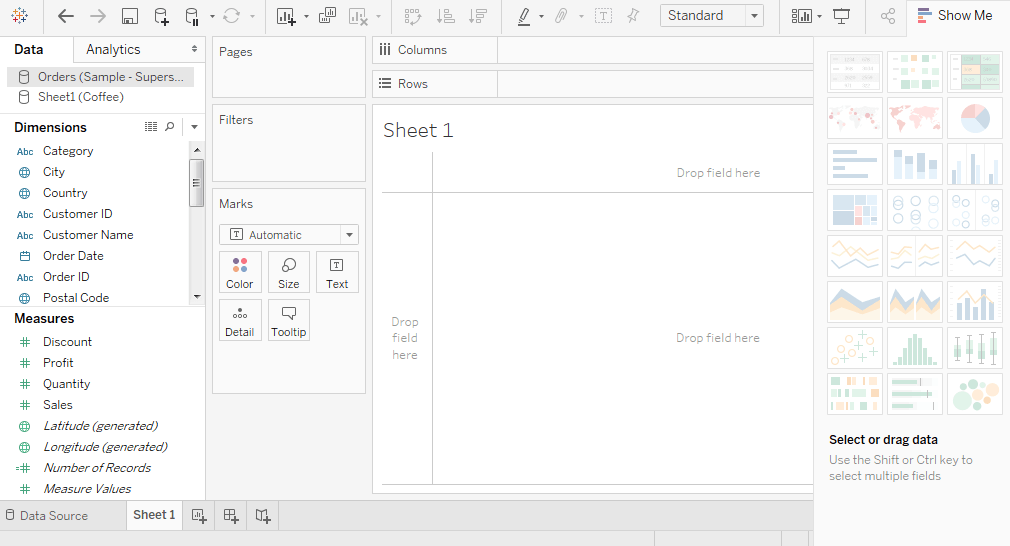 Standard
Show Me
Data
Analytics
Orders (Sample - Supers...
Sheet1 (Coffee)
Dimensions
Abc Category
City
Country
Abc Customer ID
Abc Customer Name
Order Date
Abc Order ID
Postal Code
Measures
Discount
Profit
Quantity
Sales
Latitude (generated)
Longitude (generated)
Number of Records
Measure Values
Pages
Filters
Marks
Automatic
Color
Size
Text
Detail
Tooltip
Columns
Rows
Sheet 1
Drop field here
Drop
field
here
Drop field here
Select or drag data
Use the Shift or Ctrl key to
select multiple fields
Data Source
Sheet 1